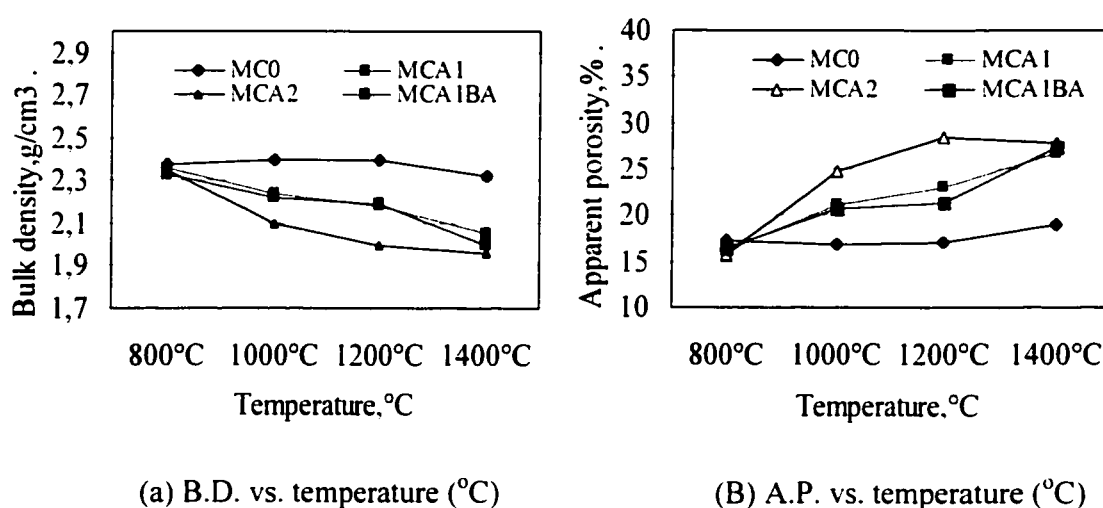 2,9
2,7
2,5
2,3
2,1
1,9
1,7
Bulk density,g/cm3 .
MC0
MCA1
MCA2
MCA1BA
800°C 1000°C 1200°C 1400°C
Temperature,°C
(a) B.D. vs. temperature (°C)
40
35
30
25
20
15
10
Apparent porosity,% .
MC0
MCA1
MCA2
MCA1BA
800°C 1000°C 1200°C 1400°C
Temperature,°C
(B) A.P. vs. temperature (°C)